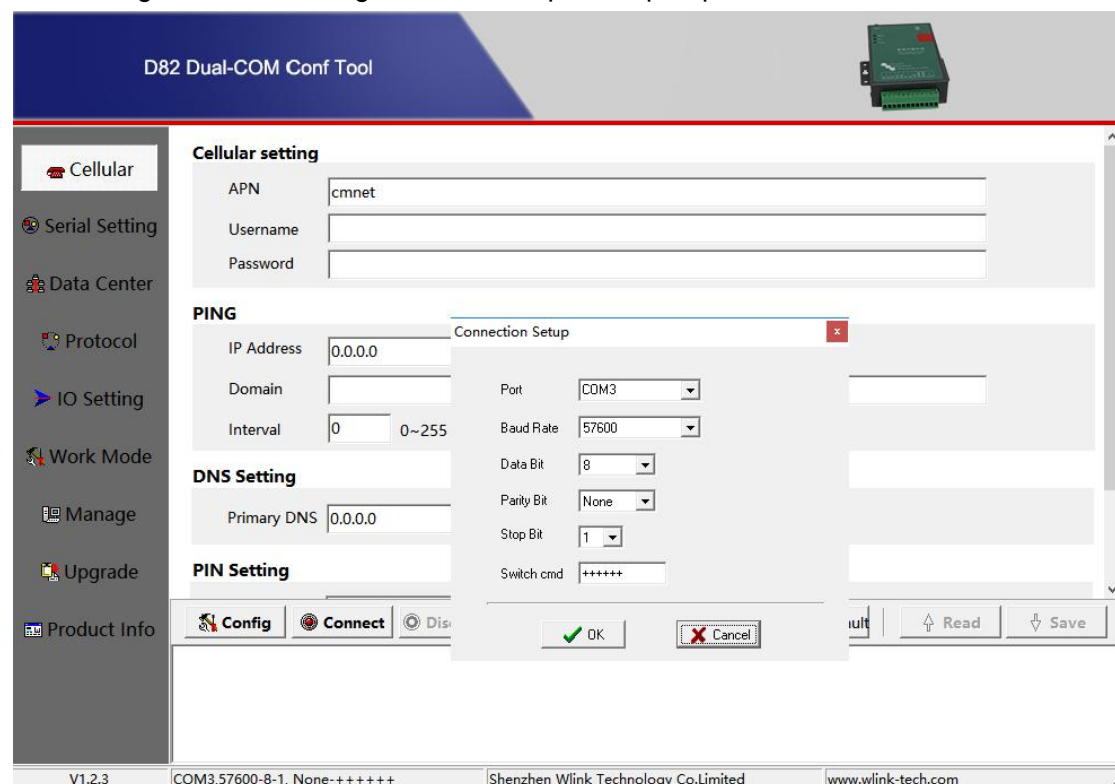 D82 Dual-COM Conf Tool
Cellular
Serial Setting
Data Center
Protocol
IO Setting
Work Mode
Manage
Upgrade
Product Info
Cellular setting
APN cmnet
Username
Password
PING
IP Address 0.0.0.0
Domain
Interval 0 0~255
DNS Setting
Primary DNS 0.0.0.0
PIN Setting
Connection Setup x
Port COM3
Baud Rate 57600
Data Bit 8
Parity Bit None
Stop Bit 1
Switch cmd ++++++
OK Cancel
Config Connect Read Save
V1.2.3 COM3,57600-8-1, None-++++++ Shenzhen Wlink Technology Co.Limited www.wlink-tech.com